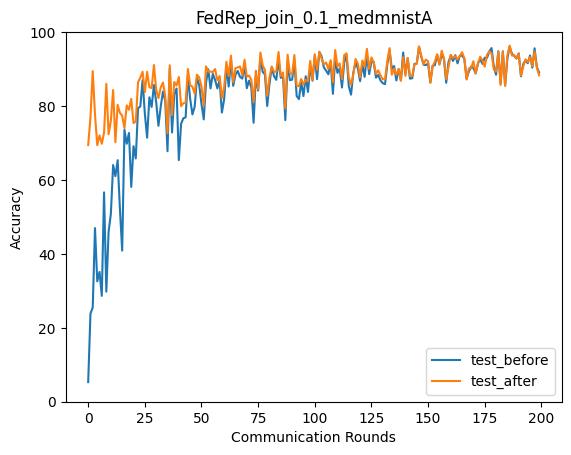 FedRep_join_0.1_medmnistA
100
80
60
40
20
0
Accuracy
0 25 50 75 100 125 150 175 200
Communication Rounds
test_before
test_after